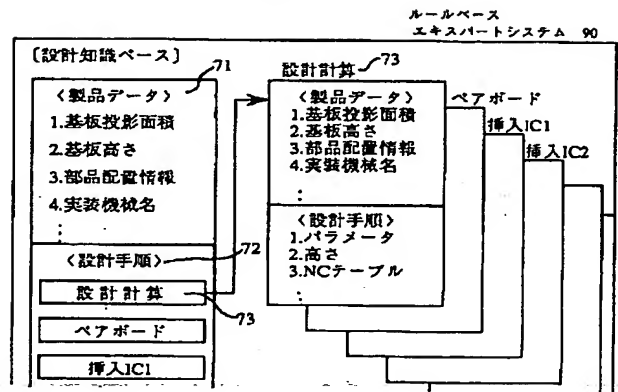 ルールベース
エキスパートシステム 90
〔設計知識ベース〕
71
〈製品データ〉
1.基板投影面積
2.基板高さ
3.部品配置情報
4.実装機械名
〈設計手順〉
72
設計計算
73
ペアボード
挿入IC1
設計計算
73
〈製品データ〉
1.基板投影面積
2.基板高さ
3.部品配置情報
4.実装機械名
〈設計手順〉
1.パラメータ
2.高さ
3.NCテーブル
ペアボード
挿入IC1
挿入IC2